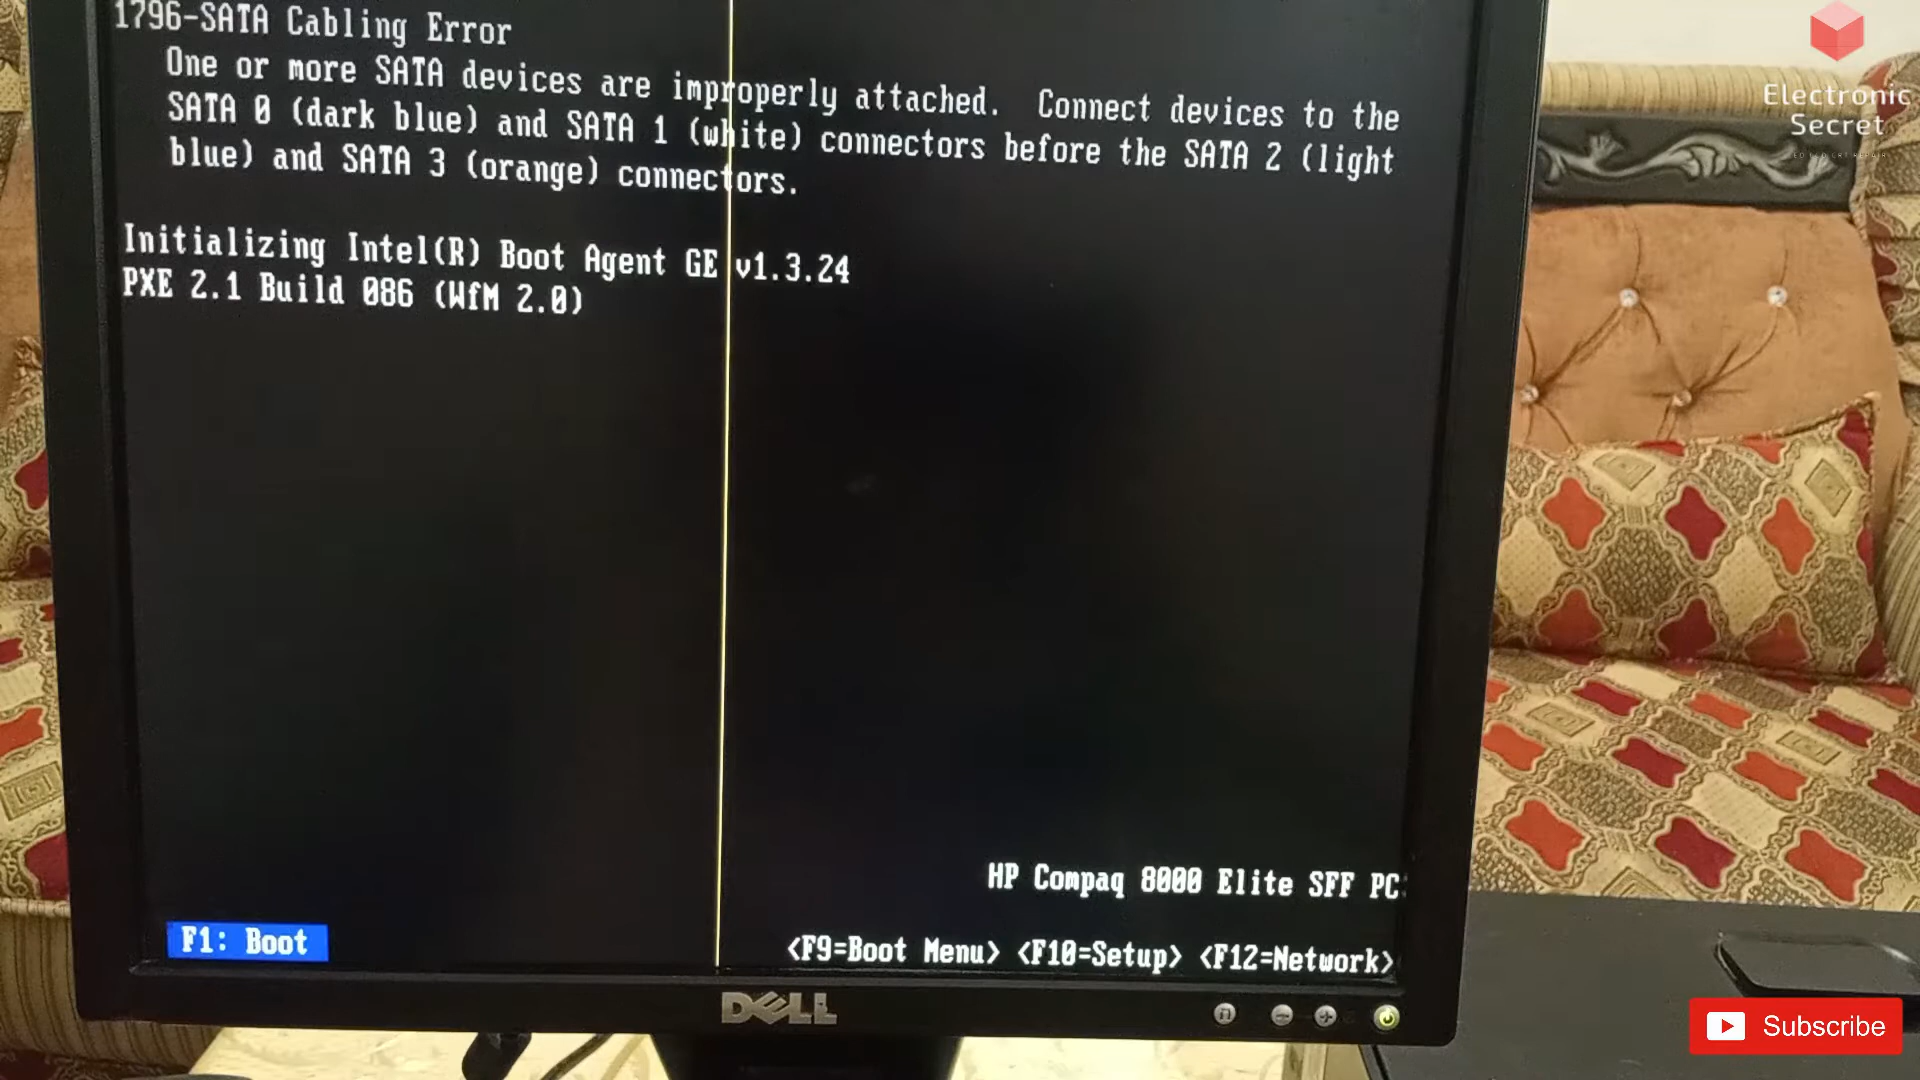 1796-SATA Cabling Error
One or more SATA devices are improperly attached. Connect devices to the
SATA 0 (dark blue) and SATA 1 (white) connectors before the SATA 2 (light
blue) and SATA 3 (orange) connectors.
Initializing Intel(R) Boot Agent GE v1.3.24
PXE 2.1 Build 086 (WfM 2.0)
HP Compaq 8000 Elite SFF PC
F1: Boot
<F9=Boot Menu> <F10=Setup> <F12=Network>
DELL
Electronic
Secret
Subscribe